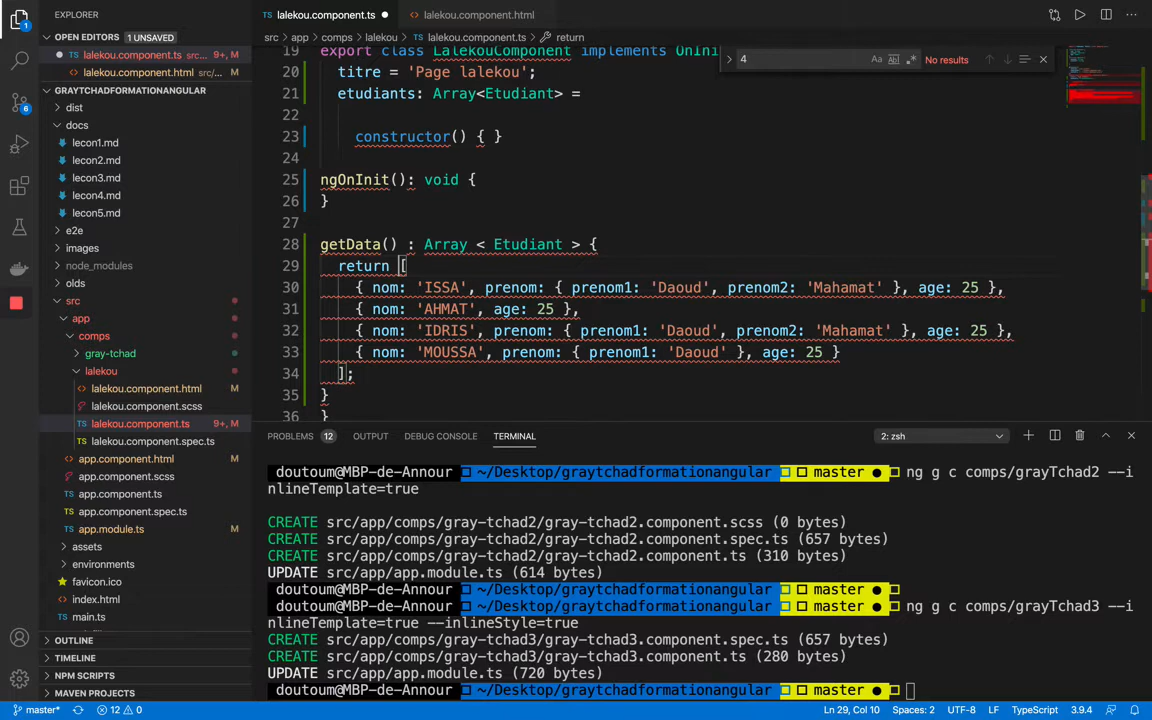 EXPLORER
OPEN EDITORS 1 UNSAVED
lalekou.component.ts src... 9+, M
lalekou.component.html src/... M
GRAYTCHADFORMATIONANGULAR
dist
docs
lecon1.md
lecon2.md
lecon3.md
lecon4.md
lecon5.md
e2e
images
node_modules
olds
src
app
comps
gray-tchad
lalekou
lalekou.component.html M
lalekou.component.scss
lalekou.component.ts 9+, M
lalekou.component.spec.ts
app.component.html M
app.component.scss
app.component.ts
app.component.spec.ts
app.module.ts M
assets
environments
favicon.ico
index.html
main.ts
OUTLINE
TIMELINE
NPM SCRIPTS
MAVEN PROJECTS
1
6
lalekou.component.ts
lalekou.component.html
src > app > comps > lalekou > lalekou.component.ts > return
4 Aa Abl .* No results
19 export class LalekouComponent implements OnIni
20 titre = 'Page lalekou';
21 etudiants: Array<Etudiant> =
22
23 constructor() { }
24
25 ngOnInit(): void {
26 }
27
28 getData() : Array < Etudiant > {
29 return [
30 { nom: 'ISSA', prenom: { prenom1: 'Daoud', prenom2: 'Mahamat' }, age: 25 },
31 { nom: 'AHMAT', age: 25 },
32 { nom: 'IDRIS', prenom: { prenom1: 'Daoud', prenom2: 'Mahamat' }, age: 25 },
33 { nom: 'MOUSSA', prenom: { prenom1: 'Daoud' }, age: 25 }
34 ];
35 }
36 }
PROBLEMS 12 OUTPUT DEBUG CONSOLE TERMINAL 2: zsh
doutoum@MBP-de-Annour ~/Desktop/graytchadformationangular master ● ng g c comps/grayTchad2 --i
nlineTemplate=true
CREATE src/app/comps/gray-tchad2/gray-tchad2.component.scss (0 bytes)
CREATE src/app/comps/gray-tchad2/gray-tchad2.component.spec.ts (657 bytes)
CREATE src/app/comps/gray-tchad2/gray-tchad2.component.ts (310 bytes)
UPDATE src/app/app.module.ts (614 bytes)
doutoum@MBP-de-Annour ~/Desktop/graytchadformationangular master ●
doutoum@MBP-de-Annour ~/Desktop/graytchadformationangular master ● ng g c comps/grayTchad3 --i
nlineTemplate=true --inlineStyle=true
CREATE src/app/comps/gray-tchad3/gray-tchad3.component.spec.ts (657 bytes)
CREATE src/app/comps/gray-tchad3/gray-tchad3.component.ts (280 bytes)
UPDATE src/app/app.module.ts (720 bytes)
doutoum@MBP-de-Annour ~/Desktop/graytchadformationangular master ●
master* 12 0 Ln 29, Col 10 Spaces: 2 UTF-8 LF TypeScript 3.9.4